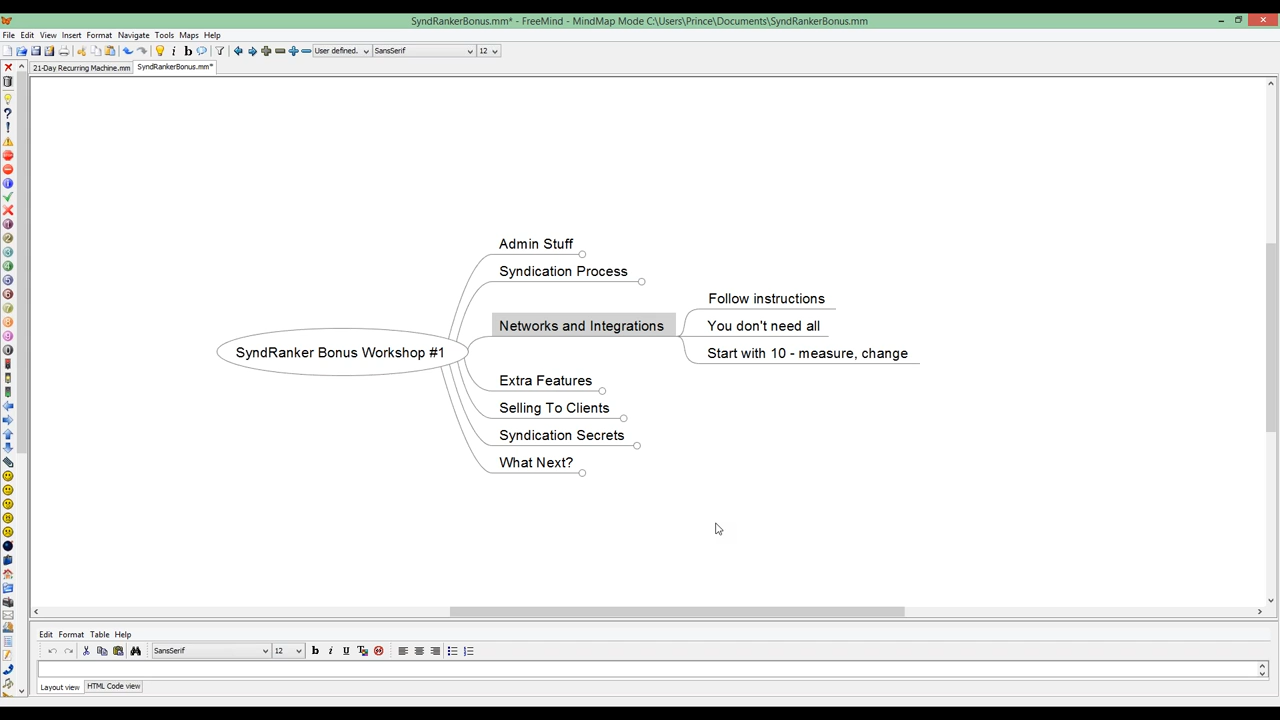 SyndRankerBonus.mm* - FreeMind - MindMap Mode C:\Users\Prince\Documents\SyndRankerBonus.mm
File Edit View Insert Format Navigate Tools Maps Help
User defined. SansSerif 12
21-Day Recurring Machine.mm SyndRankerBonus.mm*
Admin Stuff
Syndication Process
Follow instructions
Networks and Integrations
You don't need all
SyndRanker Bonus Workshop #1
Start with 10 - measure, change
Extra Features
Selling To Clients
Syndication Secrets
What Next?
Edit Format Table Help
SansSerif 12
Layout view HTML Code view